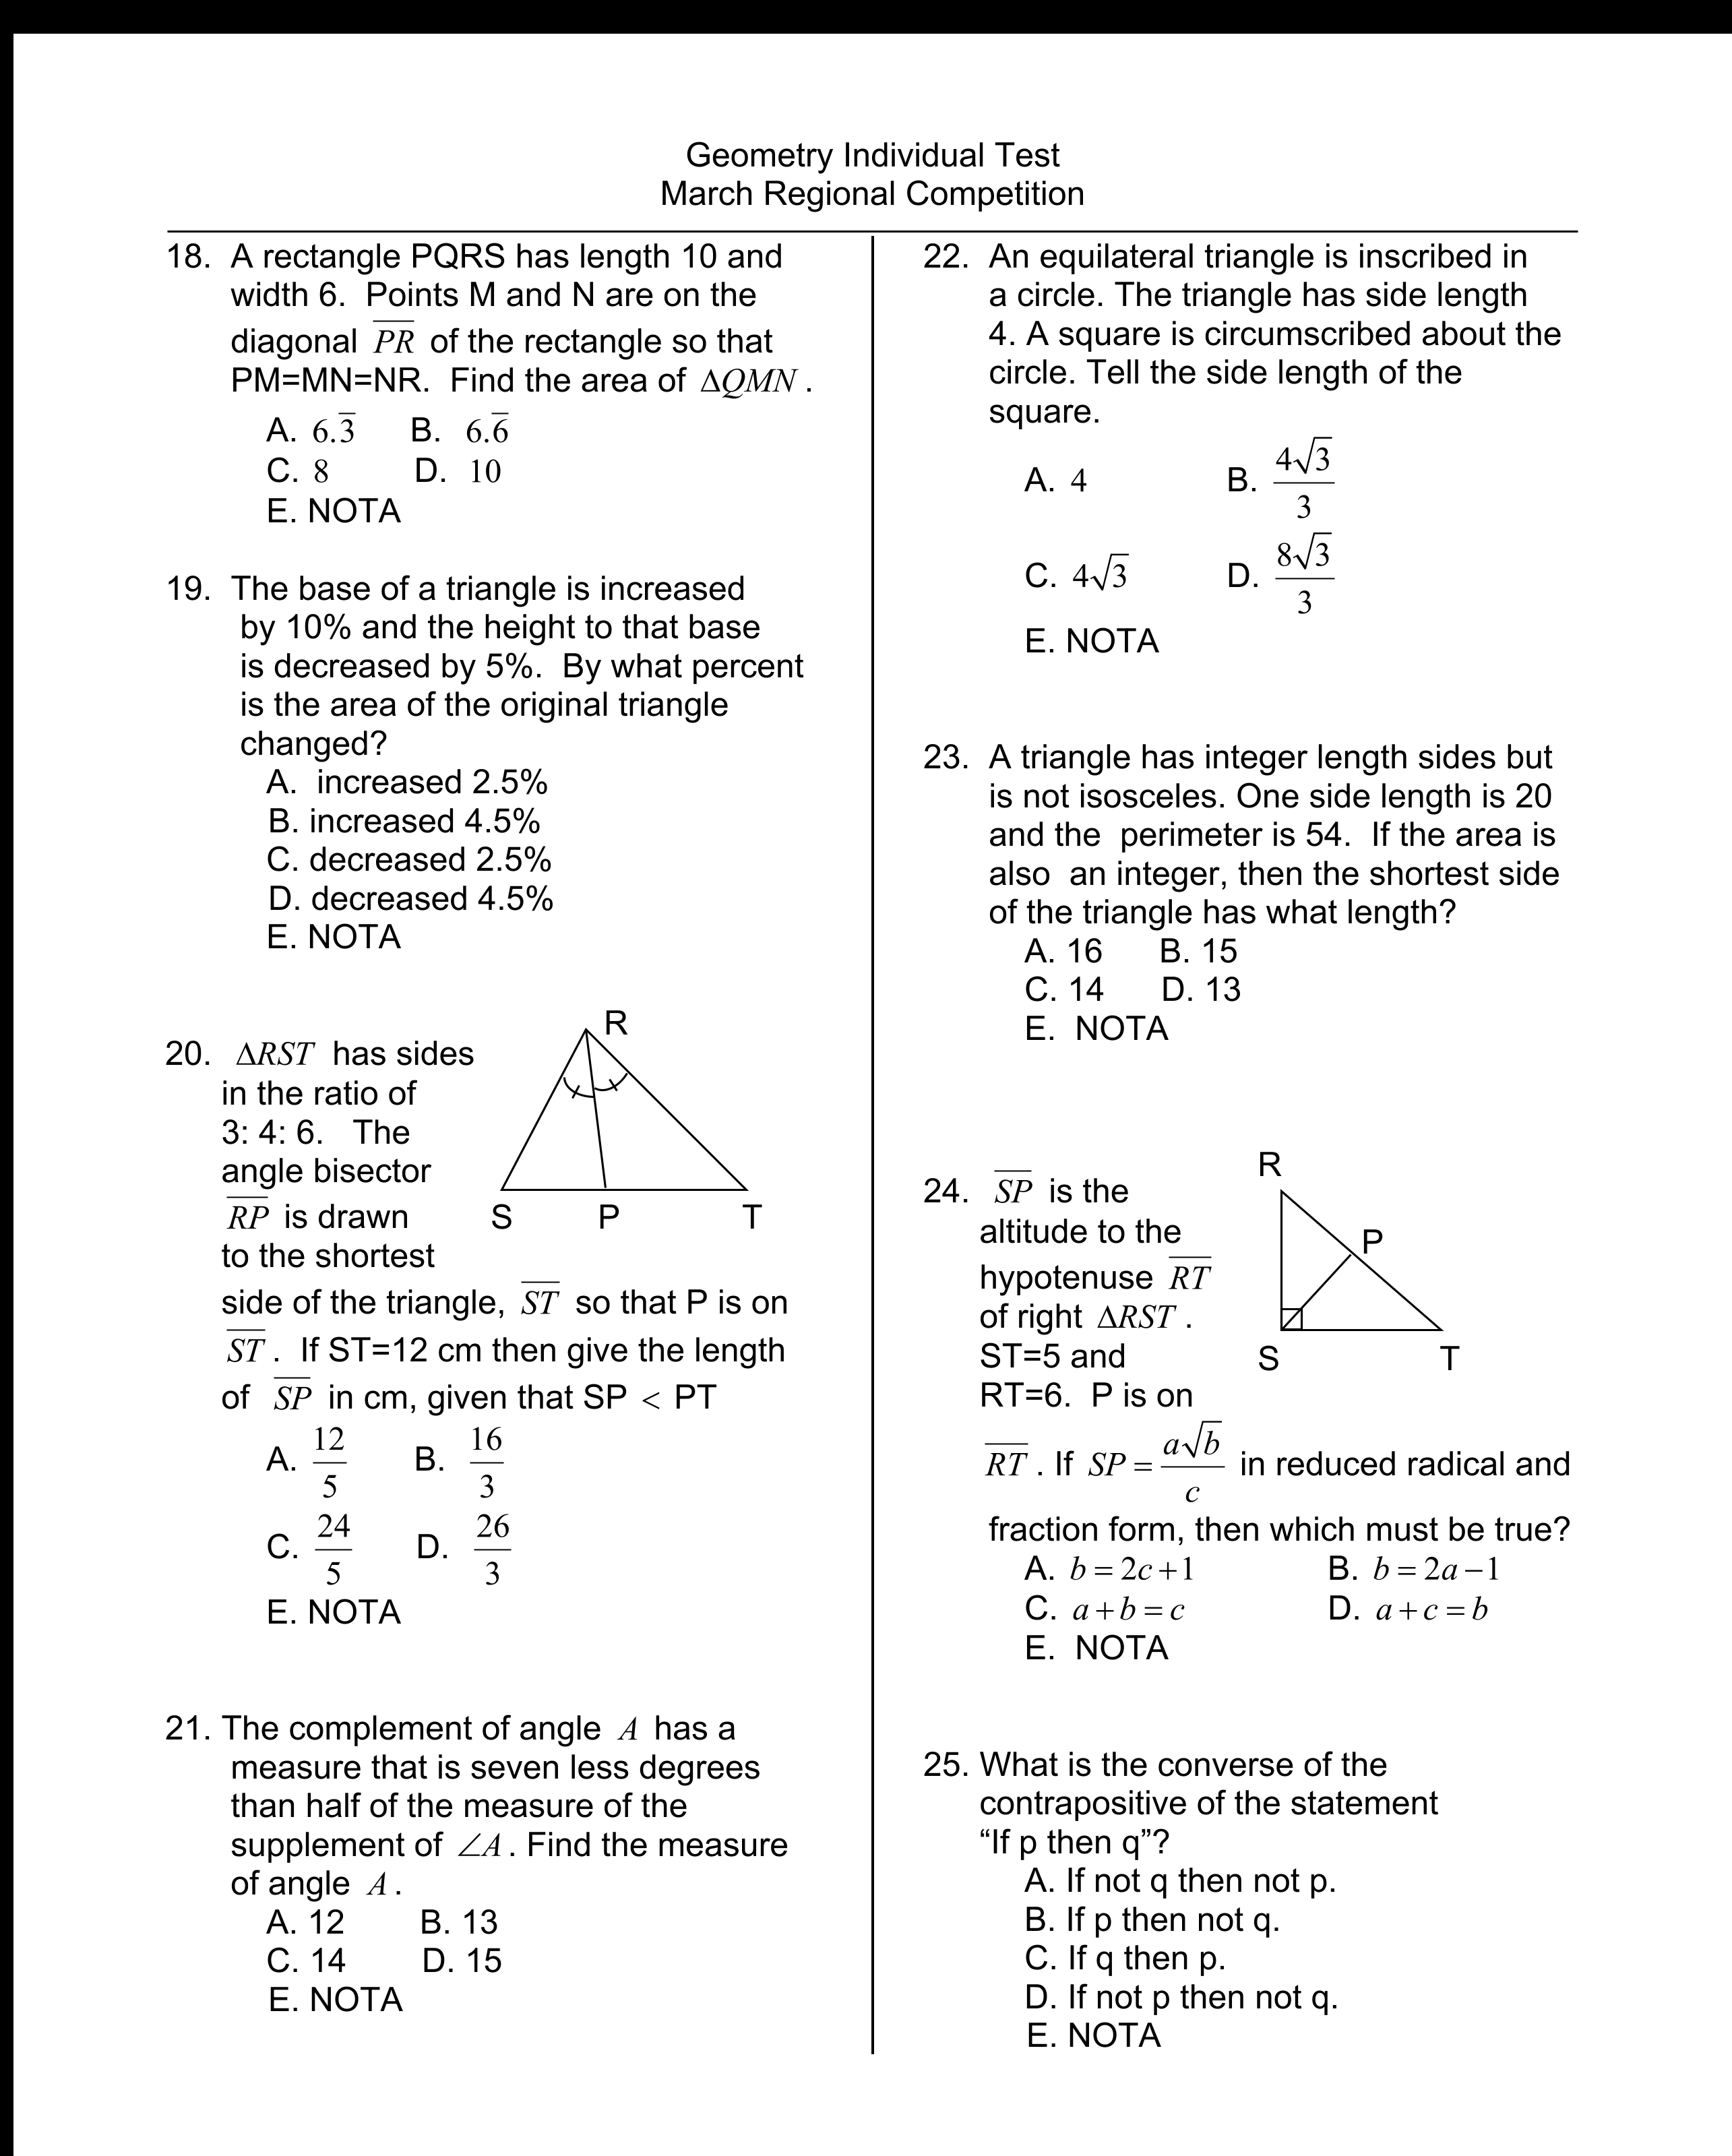 Geometry Individual Test
March Regional Competition
18. A rectangle PQRS has length 10 and
width 6. Points M and N are on the
diagonal $\overline{PR}$ of the rectangle so that
PM=MN=NR. Find the area of $\Delta QMN$.
A. $6.\overline{3}$ B. $6.\overline{6}$
C. 8 D. 10
E. NOTA
19. The base of a triangle is increased
by 10% and the height to that base
is decreased by 5%. By what percent
is the area of the original triangle
changed?
A. increased 2.5%
B. increased 4.5%
C. decreased 2.5%
D. decreased 4.5%
E. NOTA
20. $\Delta RST$ has sides
in the ratio of
3: 4: 6. The
angle bisector
$\overline{RP}$ is drawn
to the shortest
side of the triangle, $\overline{ST}$ so that P is on
$\overline{ST}$. If ST=12 cm then give the length
of $\overline{SP}$ in cm, given that SP < PT
A. $\frac{12}{5}$ B. $\frac{16}{3}$
C. $\frac{24}{5}$ D. $\frac{26}{3}$
E. NOTA
R
S P T
21. The complement of angle A has a
measure that is seven less degrees
than half of the measure of the
supplement of ∠A. Find the measure
of angle A.
A. 12 B. 13
C. 14 D. 15
E. NOTA
22. An equilateral triangle is inscribed in
a circle. The triangle has side length
4. A square is circumscribed about the
circle. Tell the side length of the
square.
A. 4 B. $\frac{4\sqrt{3}}{3}$
C. $4\sqrt{3}$ D. $\frac{8\sqrt{3}}{3}$
E. NOTA
23. A triangle has integer length sides but
is not isosceles. One side length is 20
and the perimeter is 54. If the area is
also an integer, then the shortest side
of the triangle has what length?
A. 16 B. 15
C. 14 D. 13
E. NOTA
24. $\overline{SP}$ is the
altitude to the
hypotenuse $\overline{RT}$
of right $\Delta RST$.
ST=5 and
RT=6. P is on
$\overline{RT}$. If $SP = \frac{a\sqrt{b}}{c}$ in reduced radical and
fraction form, then which must be true?
A. $b = 2c + 1$ B. $b = 2a - 1$
C. $a + b = c$ D. $a + c = b$
E. NOTA
R
P
S T
25. What is the converse of the
contrapositive of the statement
“If p then q”?
A. If not q then not p.
B. If p then not q.
C. If q then p.
D. If not p then not q.
E. NOTA